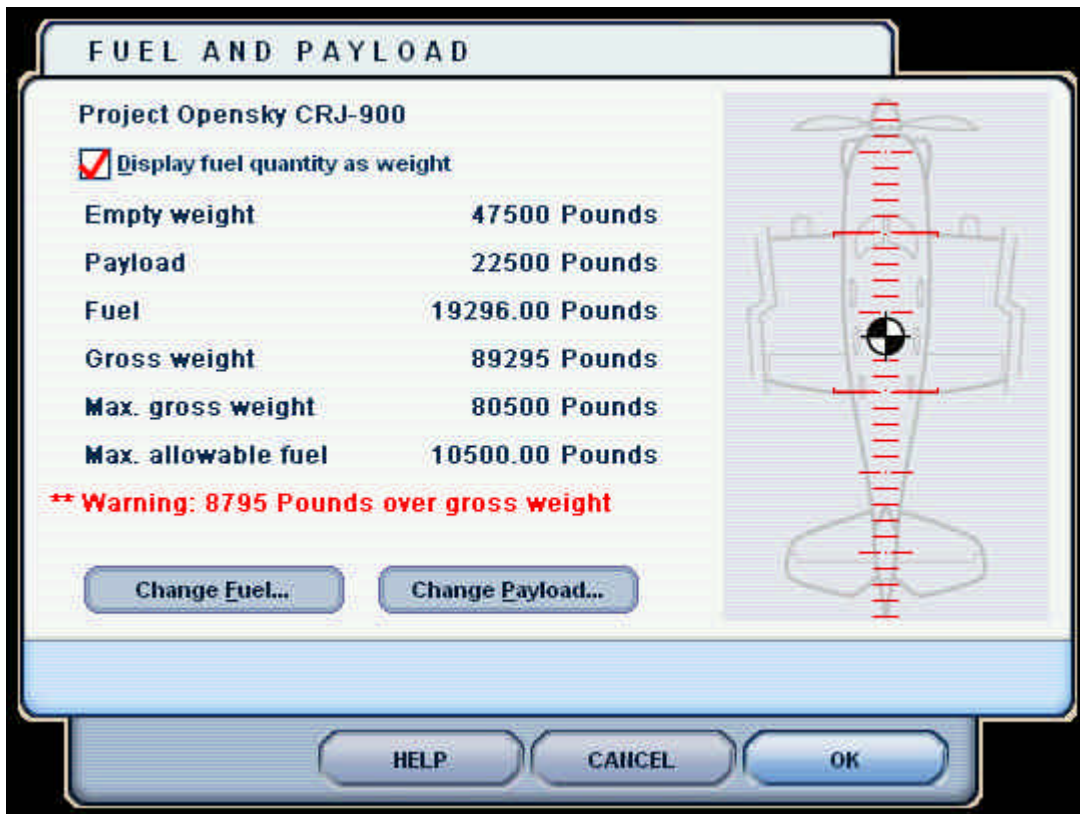 FUEL AND PAYLOAD
Project Opensky CRJ-900
Display fuel quantity as weight
Empty weight 47500 Pounds
Payload 22500 Pounds
Fuel 19296.00 Pounds
Gross weight 89295 Pounds
Max. gross weight 80500 Pounds
Max. allowable fuel 10500.00 Pounds
** Warning: 8795 Pounds over gross weight
Change Fuel... Change Payload...
HELP CANCEL OK